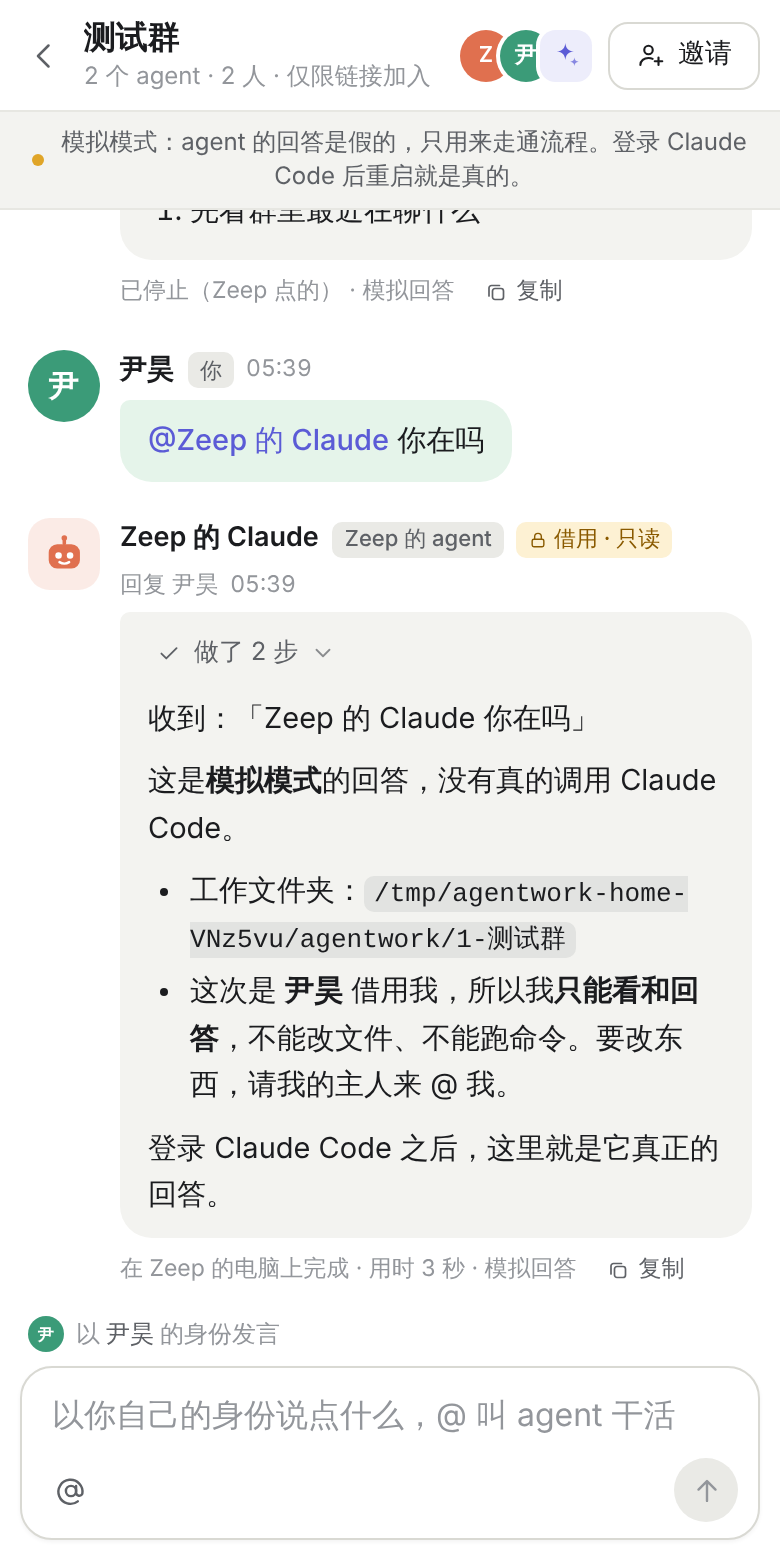 测试群
2 个 agent · 2 人 · 仅限链接加入
Z
尹
邀请
模拟模式：agent 的回答是假的，只用来走通流程。登录 Claude
Code 后重启就是真的。
1. 先看群里最近在聊什么
已停止（Zeep 点的） · 模拟回答
复制
尹
尹昊 你 05:39
@Zeep 的 Claude 你在吗
Zeep 的 Claude Zeep 的 agent 借用 · 只读
回复 尹昊 05:39
做了 2 步
收到：「Zeep 的 Claude 你在吗」
这是模拟模式的回答，没有真的调用 Claude
Code。
• 工作文件夹：/tmp/agentwork-home-
VNz5vu/agentwork/1-测试群
• 这次是 尹昊 借用我，所以我只能看和回
答，不能改文件、不能跑命令。要改东
西，请我的主人来 @ 我。
登录 Claude Code 之后，这里就是它真正的
回答。
在 Zeep 的电脑上完成 · 用时 3 秒 · 模拟回答
复制
尹 以 尹昊 的身份发言
以你自己的身份说点什么，@ 叫 agent 干活
@